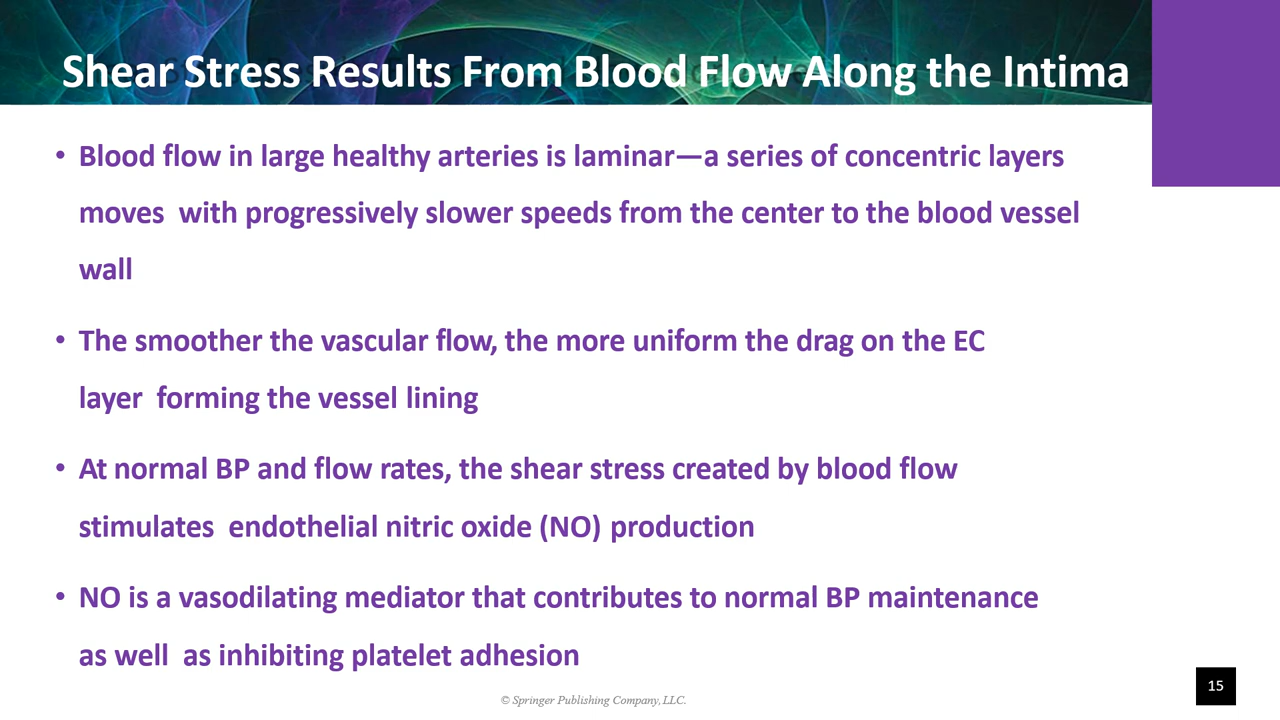 Shear Stress Results From Blood Flow Along the Intima
• Blood flow in large healthy arteries is laminar—a series of concentric layers
moves with progressively slower speeds from the center to the blood vessel
wall
• The smoother the vascular flow, the more uniform the drag on the EC
layer forming the vessel lining
• At normal BP and flow rates, the shear stress created by blood flow
stimulates endothelial nitric oxide (NO) production
• NO is a vasodilating mediator that contributes to normal BP maintenance
as well as inhibiting platelet adhesion
© Springer Publishing Company, LLC.
15